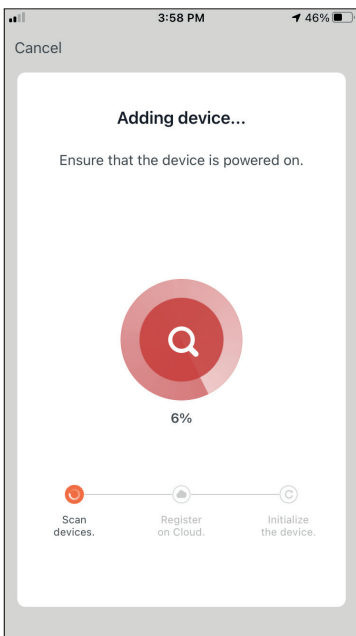 3:58 PM
46%
Cancel
Adding device...
Ensure that the device is powered on.
6%
Scan
devices.
Register
on Cloud.
Initialize
the device.